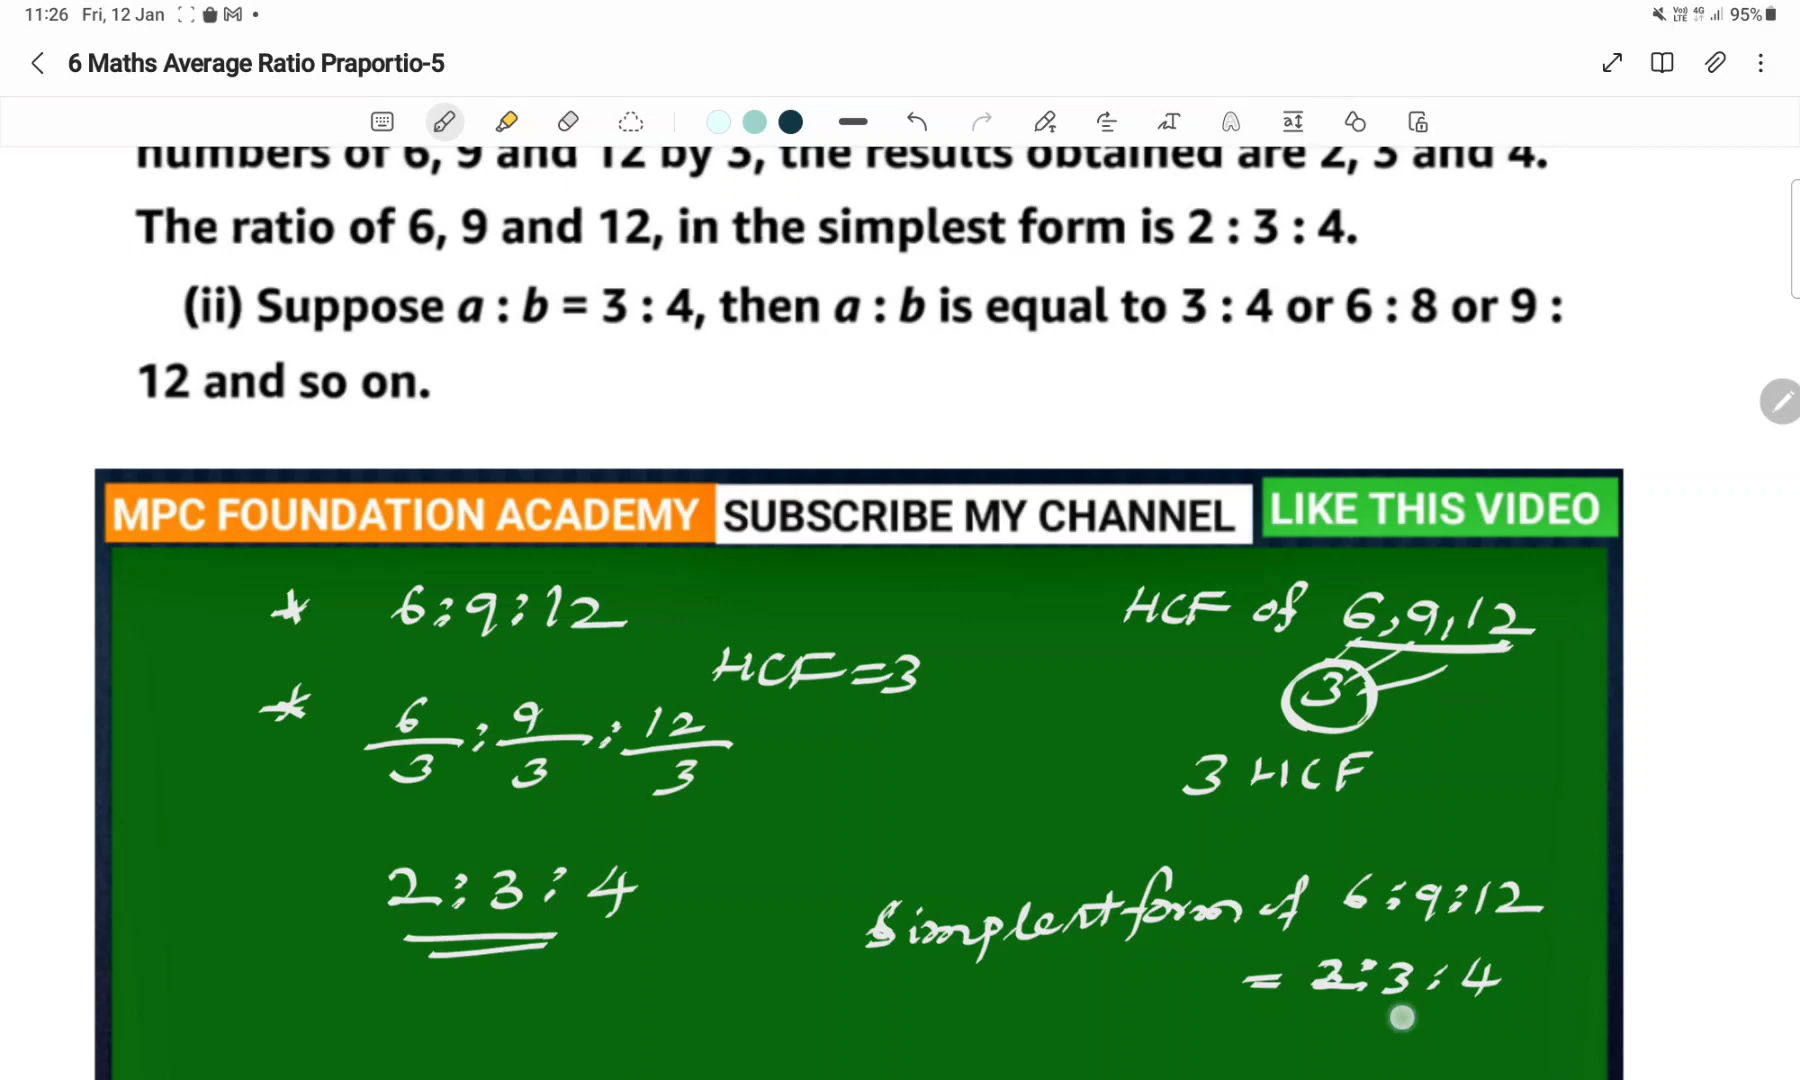 11:26 Fri, 12 Jan
Vo) LTE 4G 95%
6 Maths Average Ratio Praportio-5
numbers of 6, 9 and 12 by 3, the results obtained are 2, 3 and 4.
The ratio of 6, 9 and 12, in the simplest form is 2 : 3 : 4.
(ii) Suppose a : b = 3 : 4, then a : b is equal to 3 : 4 or 6 : 8 or 9 :
12 and so on.
MPC FOUNDATION ACADEMY SUBSCRIBE MY CHANNEL LIKE THIS VIDEO
* 6:9:12
HCF=3
* 6/3 : 9/3 : 12/3
2:3:4
HCF of 6,9,12
3
3 HCF
Simplest form of 6:9:12
= 2:3:4